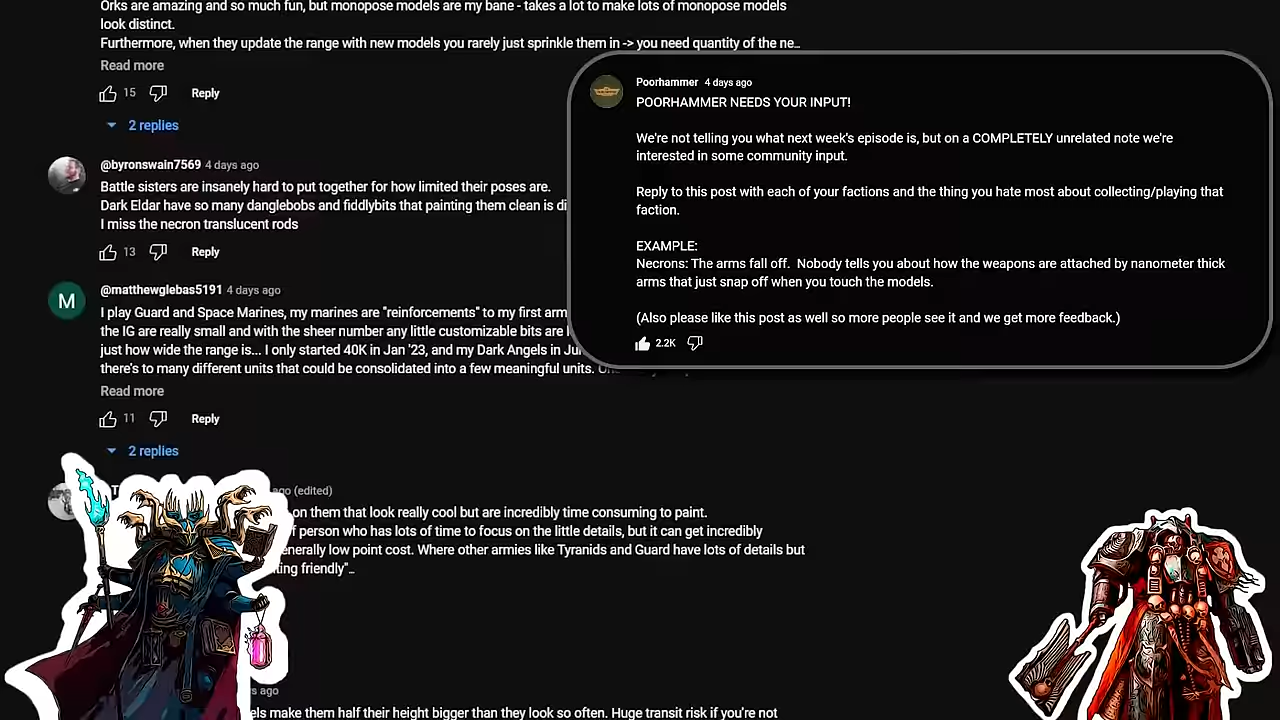 Orks are amazing and so much fun, but monopose models are my bane - takes a lot to make lots of monopose models
look distinct.
Furthermore, when they update the range with new models you rarely just sprinkle them in -> you need quantity of the ne…
Read more
15
Reply
2 replies
@byronswain7569 4 days ago
Battle sisters are insanely hard to put together for how limited their poses are.
Dark Eldar have so many danglebobs and fiddlybits that painting them clean is di
I miss the necron translucent rods
13
Reply
M
@matthewglebas5191 4 days ago
I play Guard and Space Marines, my marines are "reinforcements" to my first arm
the IG are really small and with the sheer number any little customizable bits are
just how wide the range is... I only started 40K in Jan '23, and my Dark Angels in Ju
there's to many different units that could be consolidated into a few meaningful units.
Read more
11
Reply
2 replies
ago (edited)
on them that look really cool but are incredibly time consuming to paint.
f person who has lots of time to focus on the little details, but it can get incredibly
enerally low point cost. Where other armies like Tyranids and Guard have lots of details but
ting friendly"…
s ago
els make them half their height bigger than they look so often. Huge transit risk if you're not
Poorhammer 4 days ago
POORHAMMER NEEDS YOUR INPUT!
We're not telling you what next week's episode is, but on a COMPLETELY unrelated note we're
interested in some community input.
Reply to this post with each of your factions and the thing you hate most about collecting/playing that
faction.
EXAMPLE:
Necrons: The arms fall off. Nobody tells you about how the weapons are attached by nanometer thick
arms that just snap off when you touch the models.
(Also please like this post as well so more people see it and we get more feedback.)
2.2K